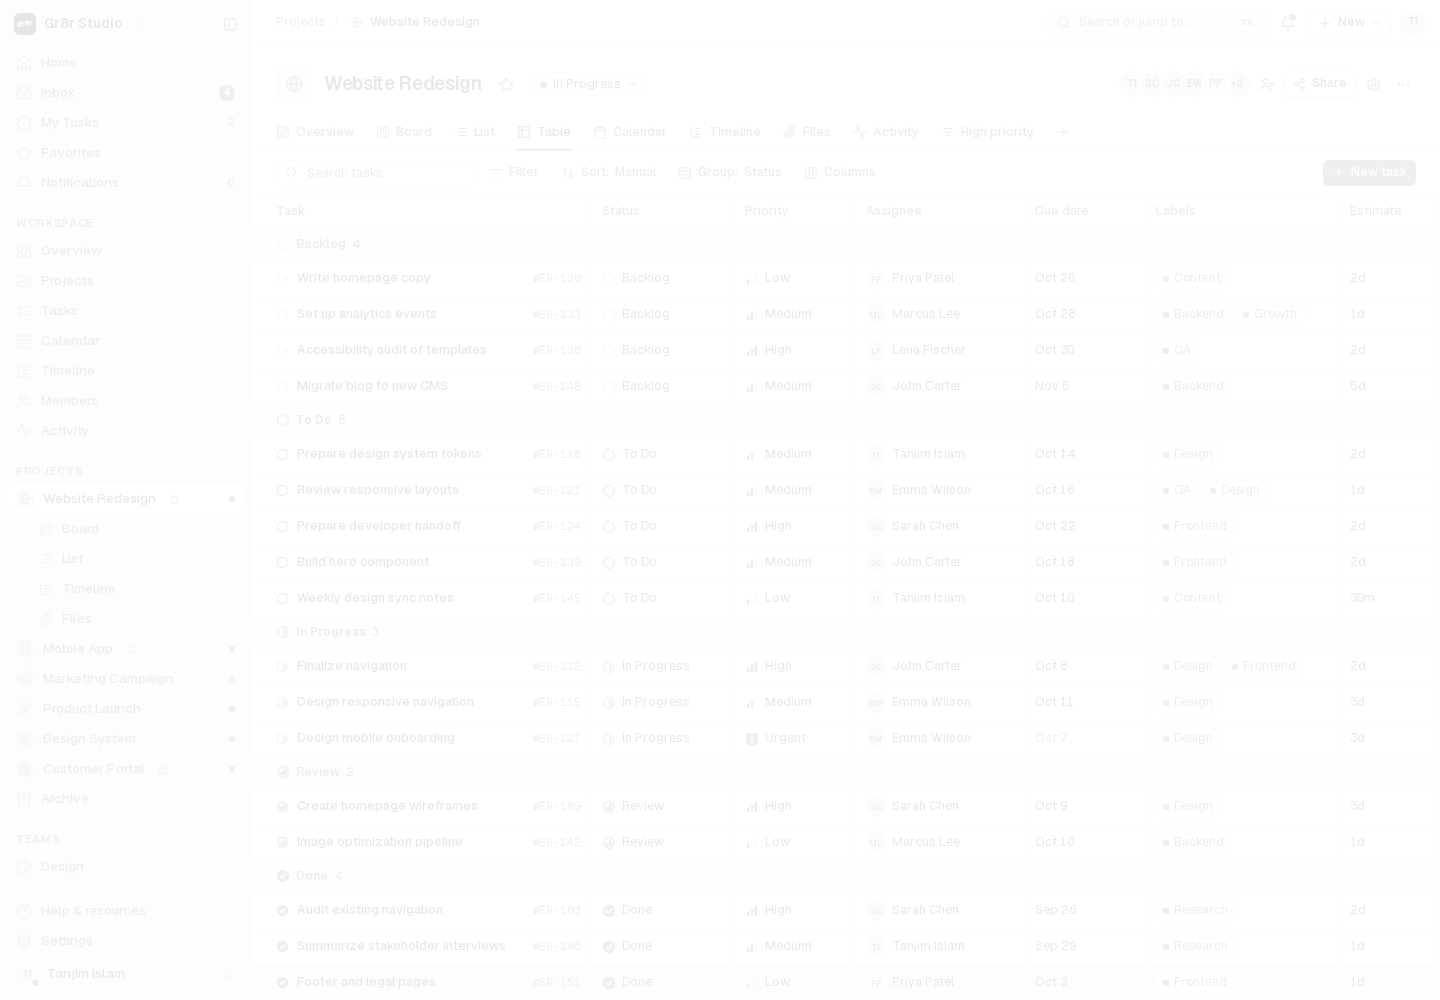 Gr8r Studio
Home
Inbox 4
My Tasks 2
Favorites
Notifications 6
WORKSPACE
Overview
Projects
Tasks
Calendar
Timeline
Members
Activity
PROJECTS
Website Redesign
Board
List
Timeline
Files
Mobile App
Marketing Campaign
Product Launch
Design System
Customer Portal
Archive
TEAMS
Design
Help & resources
Settings
TI Tanjim Islam
Projects / Website Redesign
Search or jump to... ⌘K
New
TI
Website Redesign In Progress
TI SC JC EW PP +2 Share
Overview Board List Table Calendar Timeline Files Activity High priority
Search tasks Filter Sort: Manual Group: Status Columns New task
Task Status Priority Assignee Due date Labels Estimate
Backlog 4
Write homepage copy WEB-130 Backlog Low PP Priya Patel Oct 26 Content 2d
Set up analytics events WEB-133 Backlog Medium ML Marcus Lee Oct 28 Backend Growth 1d
Accessibility audit of templates WEB-136 Backlog High LF Lena Fischer Oct 30 QA 2d
Migrate blog to new CMS WEB-148 Backlog Medium JC John Carter Nov 5 Backend 5d
To Do 5
Prepare design system tokens WEB-118 To Do Medium TI Tanjim Islam Oct 14 Design 2d
Review responsive layouts WEB-121 To Do Medium EW Emma Wilson Oct 16 QA Design 1d
Prepare developer handoff WEB-124 To Do High SC Sarah Chen Oct 22 Frontend 2d
Build hero component WEB-139 To Do Medium JC John Carter Oct 18 Frontend 2d
Weekly design sync notes WEB-145 To Do Low TI Tanjim Islam Oct 10 Content 30m
In Progress 3
Finalize navigation WEB-112 In Progress High JC John Carter Oct 8 Design Frontend 2d
Design responsive navigation WEB-115 In Progress Medium EW Emma Wilson Oct 11 Design 3d
Design mobile onboarding WEB-127 In Progress Urgent EW Emma Wilson Oct 7 Design 3d
Review 2
Create homepage wireframes WEB-109 Review High SC Sarah Chen Oct 9 Design 3d
Image optimization pipeline WEB-142 Review Low ML Marcus Lee Oct 10 Backend 1d
Done 4
Audit existing navigation WEB-103 Done High SC Sarah Chen Sep 26 Research 2d
Summarize stakeholder interviews WEB-106 Done Medium TI Tanjim Islam Sep 29 Research 1d
Footer and legal pages WEB-151 Done Low PP Priya Patel Oct 3 Frontend 1d